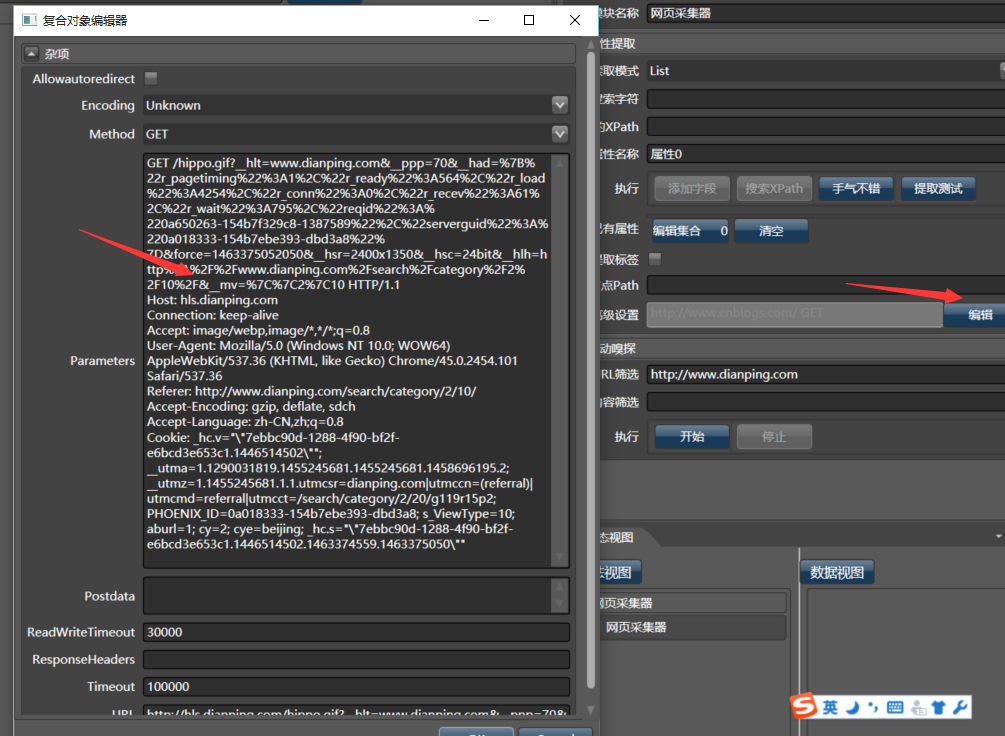 复合对象编辑器
杂项
Allowautoredirect
Encoding Unknown
Method GET
Parameters
GET /hippo.gif?__hlt=www.dianping.com&__ppp=70&__had=%7B%
22r_pagetiming%22%3A1%2C%22r_ready%22%3A564%2C%22r_load
%22%3A4254%2C%22r_conn%22%3A0%2C%22r_recev%22%3A61%
2C%22r_wait%22%3A795%2C%22reqid%22%3A%
220a650263-154b7f329c8-1387589%22%2C%22serverguid%22%3A%
220a018333-154b7ebe393-dbd3a8%22%
7D&force=1463375052050&__hsr=2400x1350&__hsc=24bit&__hlh=h
ttp%3A%2F%2Fwww.dianping.com%2Fsearch%2Fcategory%2F2%
2F10%2F&__mv=%7C%7C2%7C10 HTTP/1.1
Host: hls.dianping.com
Connection: keep-alive
Accept: image/webp,image/*,*/*;q=0.8
User-Agent: Mozilla/5.0 (Windows NT 10.0; WOW64)
AppleWebKit/537.36 (KHTML, like Gecko) Chrome/45.0.2454.101
Safari/537.36
Referer: http://www.dianping.com/search/category/2/10/
Accept-Encoding: gzip, deflate, sdch
Accept-Language: zh-CN,zh;q=0.8
Cookie: _hc.v="\"7ebbc90d-1288-4f90-bf2f-
e6bcd3e653c1.1446514502\"";
__utma=1.1290031819.1455245681.1455245681.1458696195.2;
__utmz=1.1455245681.1.1.utmcsr=dianping.com|utmccn=(referral)|
utmcmd=referral|utmcct=/search/category/2/20/g119r15p2;
PHOENIX_ID=0a018333-154b7ebe393-dbd3a8; s_ViewType=10;
aburl=1; cy=2; cye=beijing; _hc.s="\"7ebbc90d-1288-4f90-bf2f-
e6bcd3e653c1.1446514502.1463374559.1463375050\""
Postdata
ReadWriteTimeout 30000
ResponseHeaders
Timeout 100000
URL http://hls.dianping.com/hippo.gif?__hlt=www.dianping.com&__ppp=70&
模块名称 网页采集器
性提取
取模式 List
搜索字符
的XPath
属性名称 属性0
执行 添加字段 搜索XPath 手气不错 提取测试
已有属性 编辑集合 0 清空
提取标签
点Path
高级设置 http://www.cnblogs.com/ GET 编辑
动嗅探
URL筛选 http://www.dianping.com
内容筛选
执行 开始 停止
态视图
视图 数据视图
网页采集器
网页采集器
英